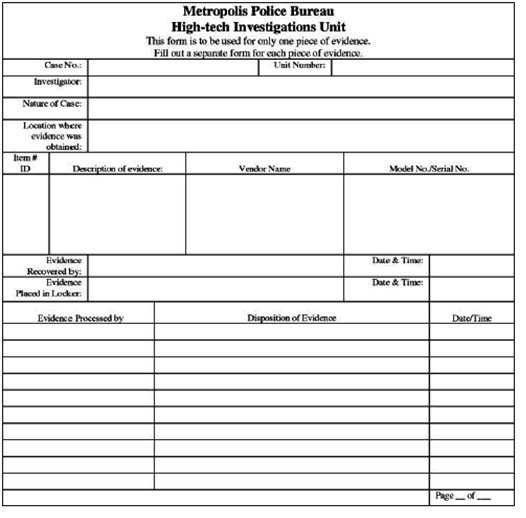 Metropolis Police Bureau
High-tech Investigations Unit
This form is to be used for only one piece of evidence.
Fill out a separate form for each piece of evidence.
Case No.: Unit Number:
Investigator:
Nature of Case:
Location where
evidence was
obtained:
Item #
ID Description of evidence: Vendor Name Model No./Serial No.
Evidence Date & Time:
Recovered by:
Evidence Date & Time:
Placed in Locker:
Evidence Processed by Disposition of Evidence Date/Time
Page __ of ___